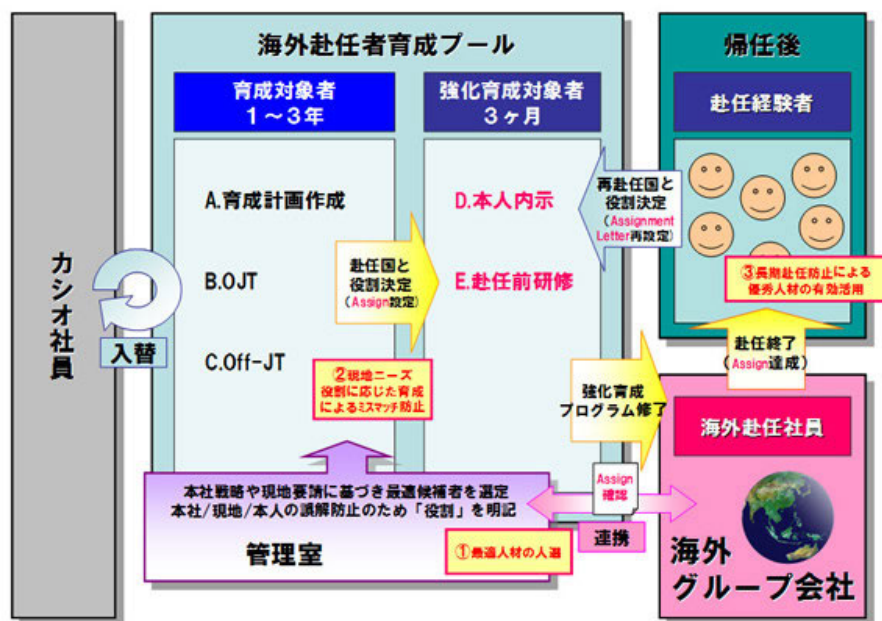 海外赴任者育成プール
帰任後
育成対象者
1~3年
強化育成対象者
3ヶ月
赴任経験者
カシオ社員
入替
A.育成計画作成
B.OJT
C.Off-JT
赴任国と
役割決定
(Assign設定)
D.本人内示
E.赴任前研修
再赴任国と
役割決定
(Assignment
Letter再設定)
③長期赴任防止による
優秀人材の有効活用
②現地ニーズ
役割に応じた育成
によるミスマッチ防止
強化育成
プログラム修了
赴任終了
(Assign達成)
海外赴任社員
本社戦略や現地要請に基づき最適候補者を選定
本社/現地/本人の誤解防止のため「役割」を明記
管理室
①最適人材の人選
Assign
確認
連携
海外
グループ会社